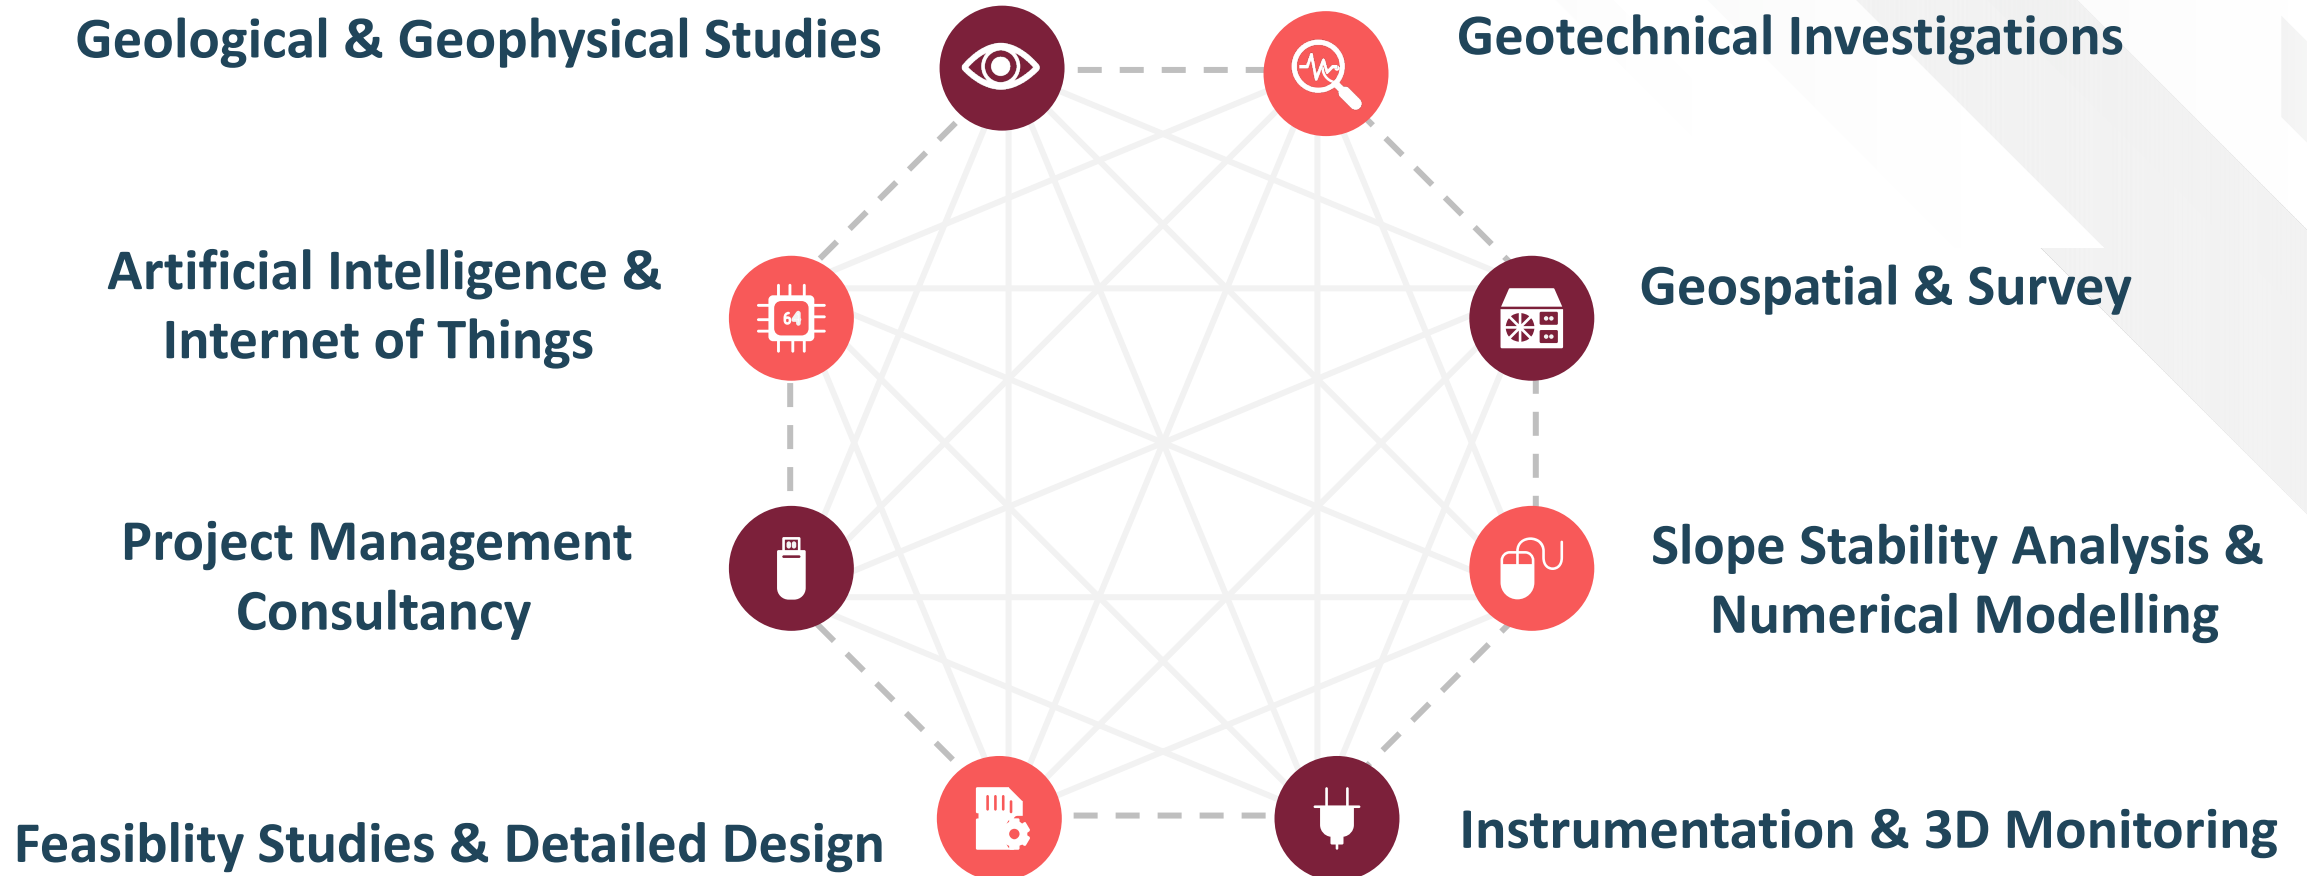 Geological & Geophysical Studies
Geotechnical Investigations
Artificial Intelligence &
Internet of Things
64
Geospatial & Survey
Project Management
Consultancy
Slope Stability Analysis &
Numerical Modelling
Feasiblity Studies & Detailed Design
Instrumentation & 3D Monitoring